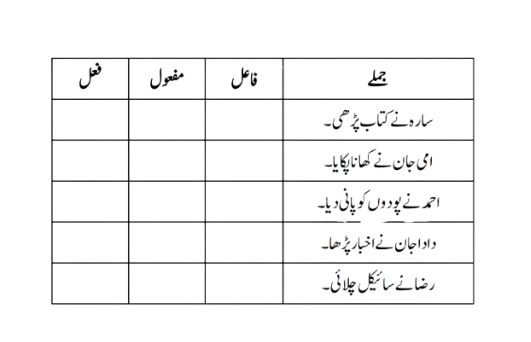 جملے فاعل مفعول فعل
سارہ نے کتاب پڑھی۔
امی جان نے کھانا پکایا۔
احمد نے پودوں کو پانی دیا۔
دادا جان نے اخبار پڑھا۔
رضا نے سائیکل چلائی۔